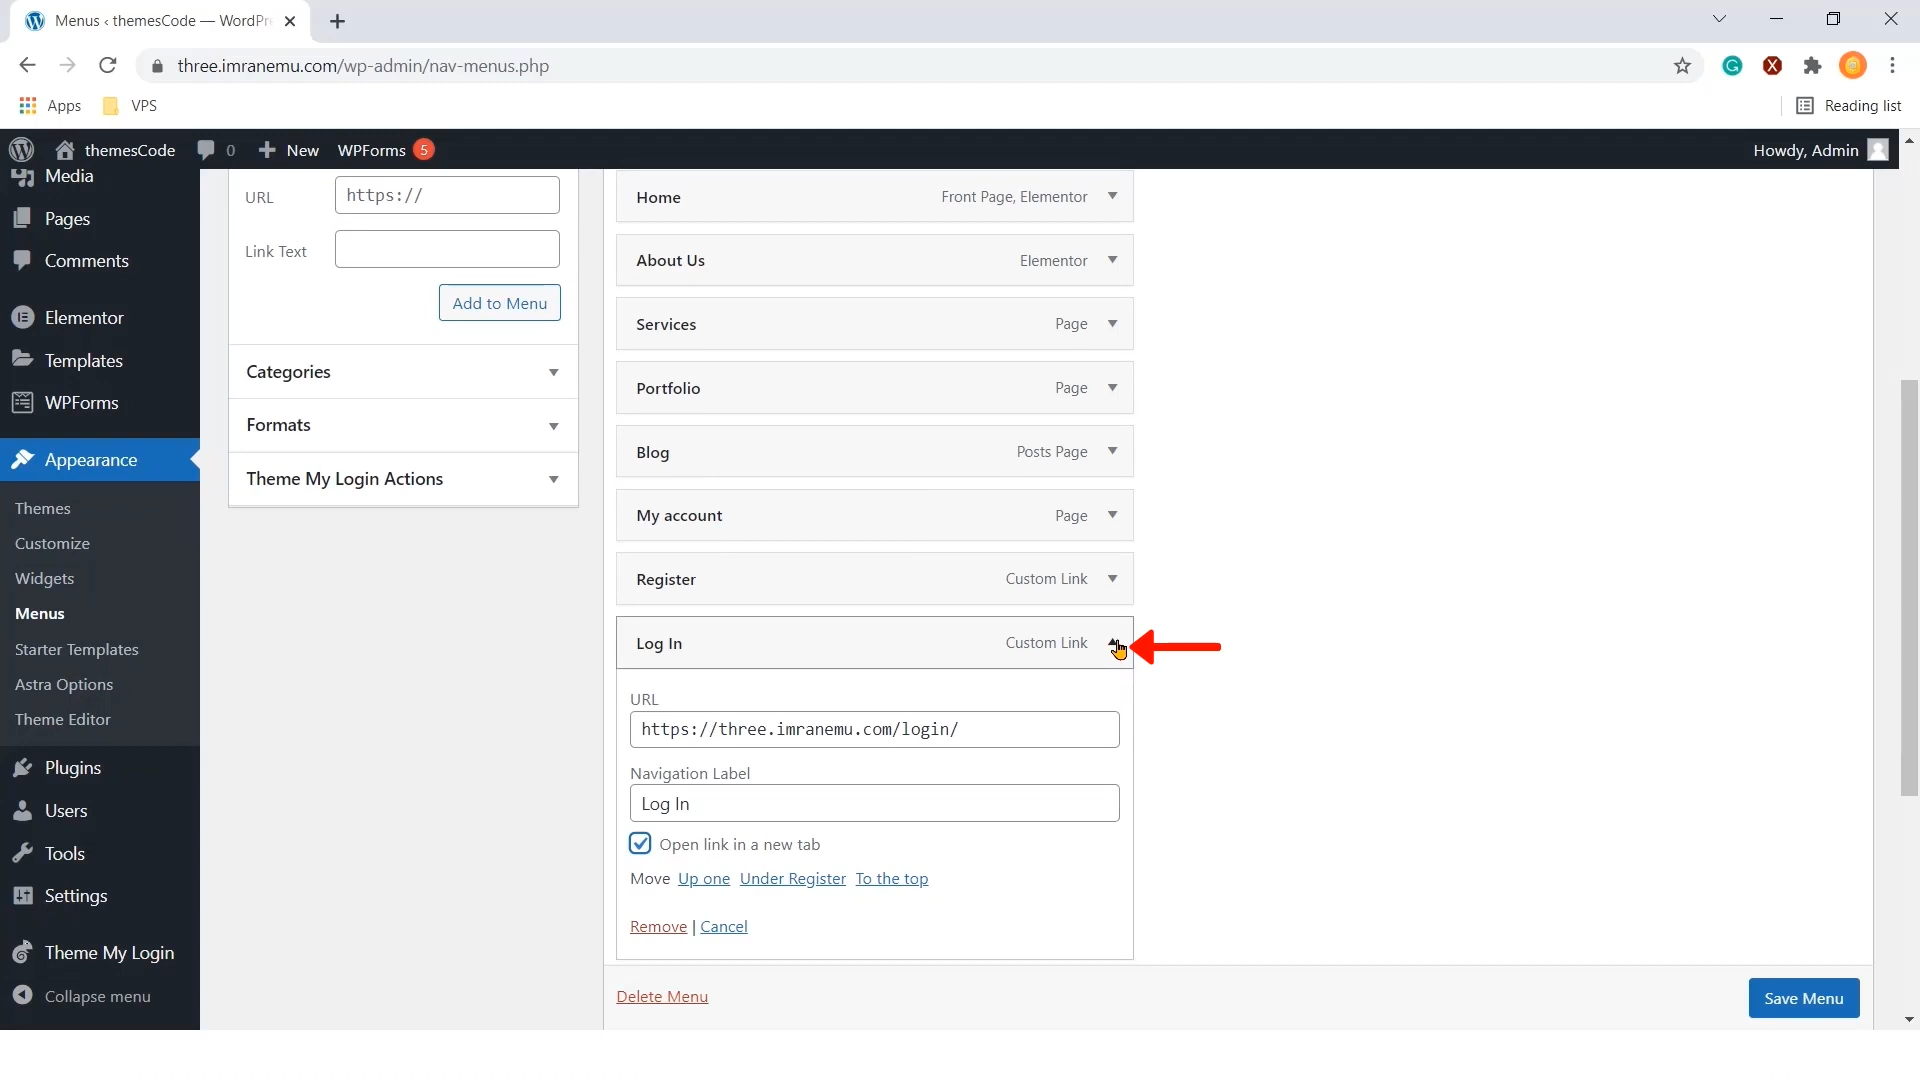 Menus ‹ themesCode — WordPr
three.imranemu.com/wp-admin/nav-menus.php
Apps VPS Reading list
themesCode 0 New WPForms 5 Howdy, Admin
Media
Pages
Comments
Elementor
Templates
WPForms
Appearance
Themes
Customize
Widgets
Menus
Starter Templates
Astra Options
Theme Editor
Plugins
Users
Tools
Settings
Theme My Login
Collapse menu
URL https://
Link Text
Add to Menu
Categories
Formats
Theme My Login Actions
Home Front Page, Elementor
About Us Elementor
Services Page
Portfolio Page
Blog Posts Page
My account Page
Register Custom Link
Log In Custom Link
URL
https://three.imranemu.com/login/
Navigation Label
Log In
Open link in a new tab
Move Up one Under Register To the top
Remove | Cancel
Delete Menu Save Menu